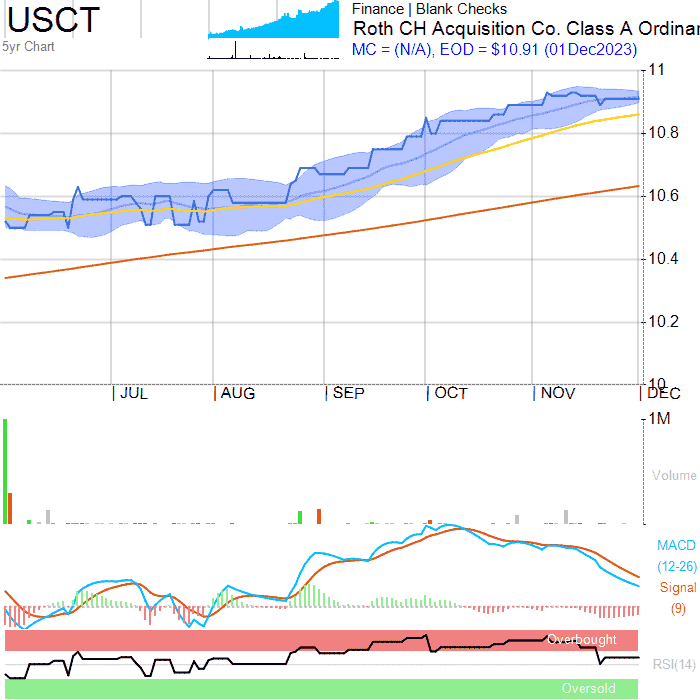 USCT
5yr Chart
Finance | Blank Checks
Roth CH Acquisition Co. Class A Ordinar
MC = (N/A), EOD = $10.91 (01Dec2023)
11
10.8
10.6
10.4
10.2
10
JUL AUG SEP OCT NOV DEC
1M
Volume
MACD
(12-26)
Signal
(9)
Overbought
RSI(14)
Oversold